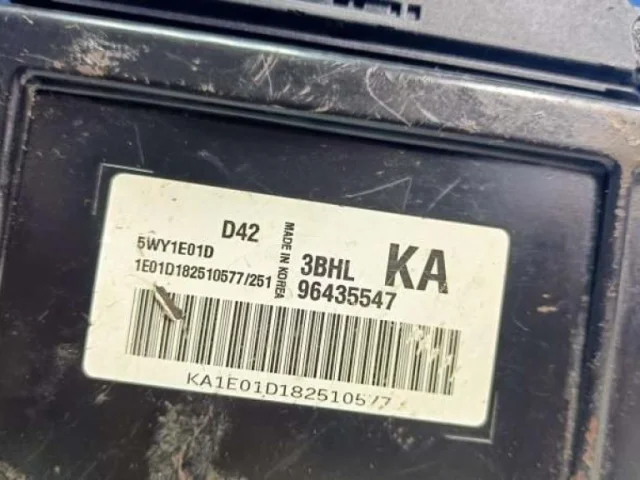 D42
5WY1E01D
1E01D182510577/251
MADE IN KOREA
3BHL KA
96435547
KA1E01D182510577